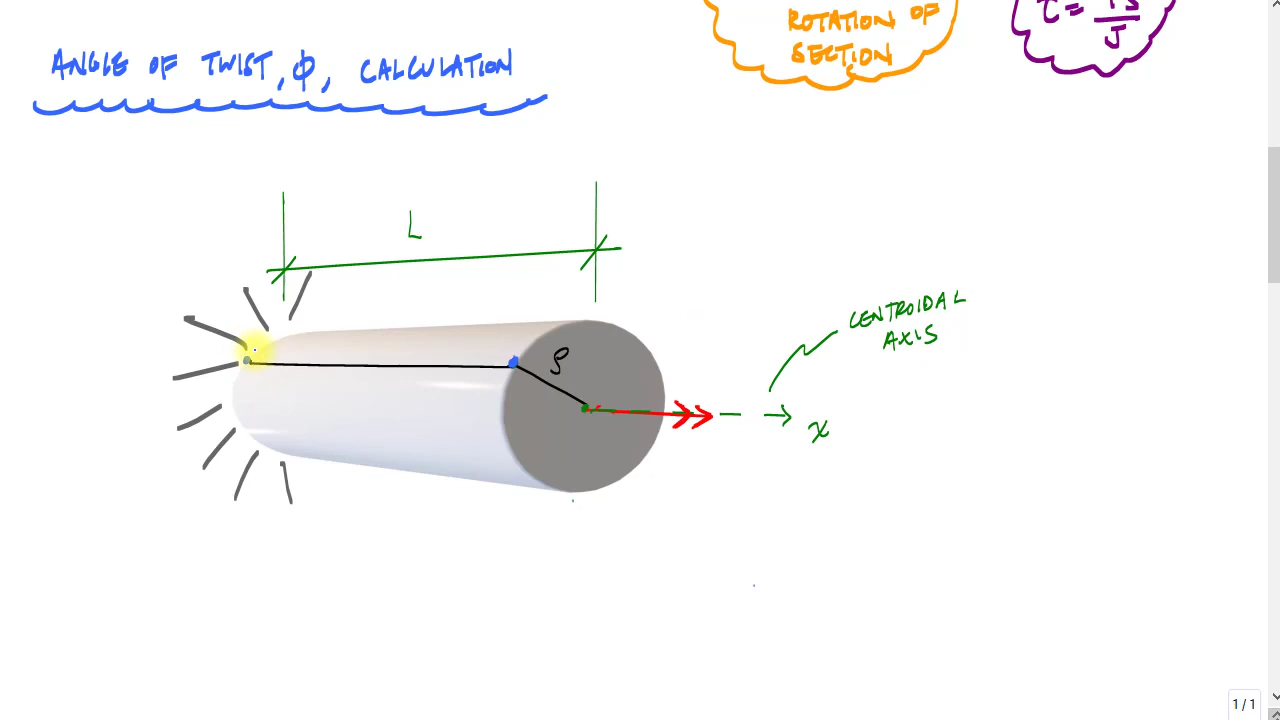 ROTATION OF
SECTION
τ =
J
ANGLE OF TWIST, φ, CALCULATION
L
CENTROIDAL
AXIS
ρ
x
1 / 1